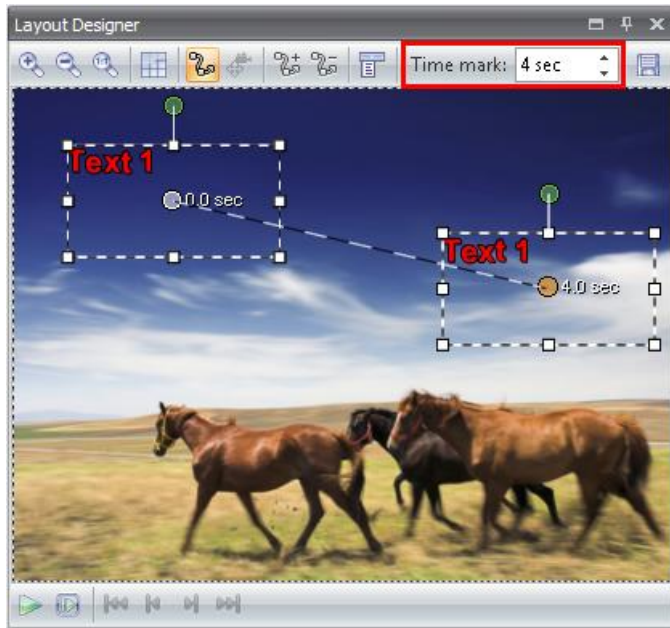 Layout Designer
Time mark: 4 sec
Text 1
0.0 sec
Text 1
4.0 sec